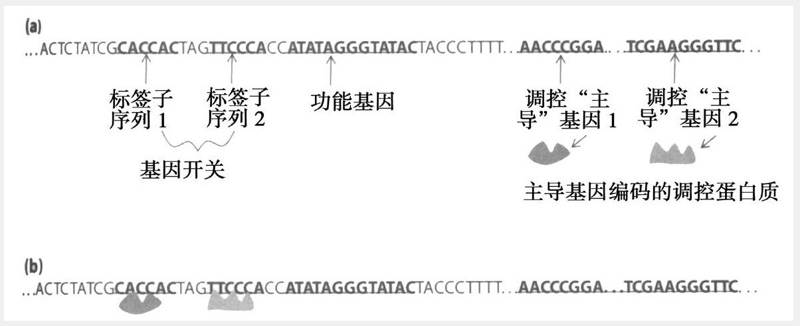 (a)
...ACTCTATCGCACCACTAGTTCCCACCATATAGGGTATACTACCCTTTT...AACCCGGA...TCGAAGGGTTC...
标签子序列1
标签子序列2
功能基因
调控“主导”基因1
调控“主导”基因2
基因开关
主导基因编码的调控蛋白质
(b)
...ACTCTATCGCACCACTAGTTCCCACCATATAGGGTATACTACCCTTTT...AACCCGGA...TCGAAGGGTTC...